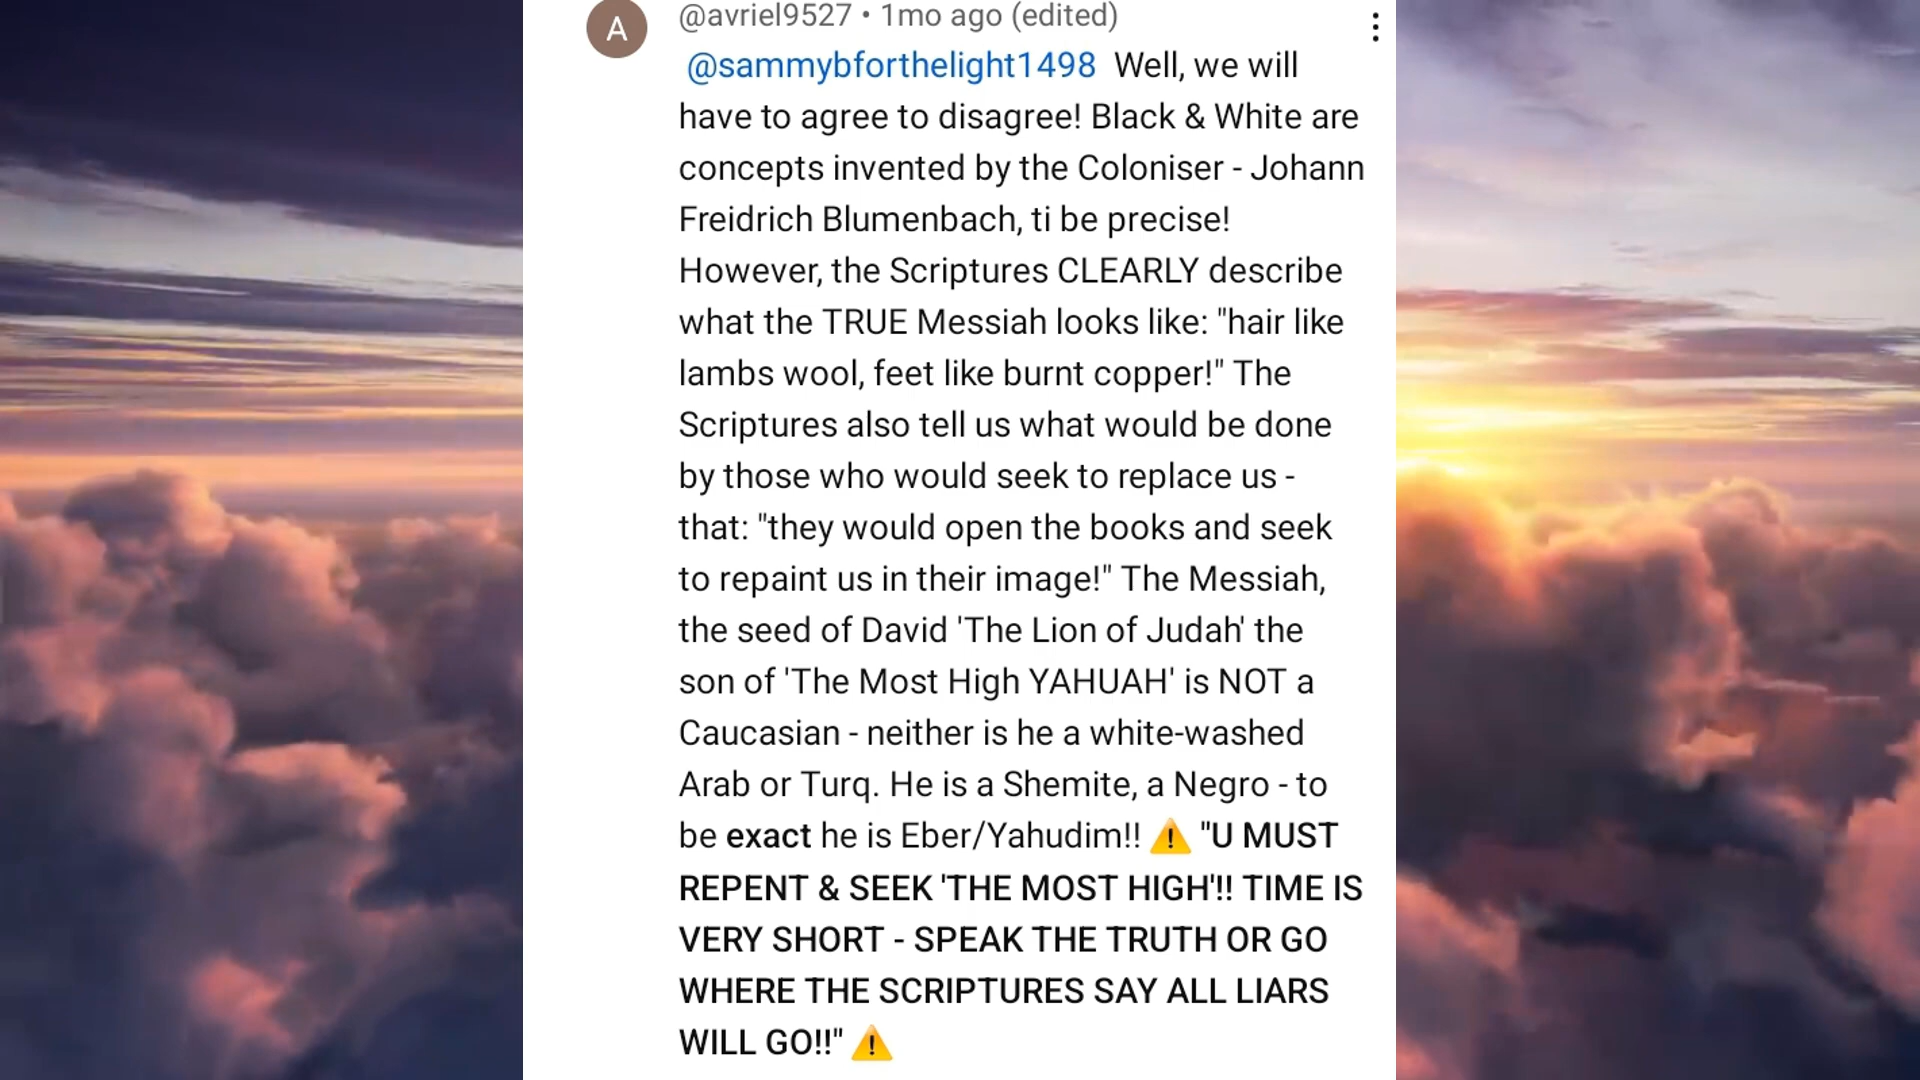 A
@avriel9527 • 1mo ago (edited)
@sammybforthelight1498 Well, we will
have to agree to disagree! Black & White are
concepts invented by the Coloniser - Johann
Freidrich Blumenbach, ti be precise!
However, the Scriptures CLEARLY describe
what the TRUE Messiah looks like: "hair like
lambs wool, feet like burnt copper!" The
Scriptures also tell us what would be done
by those who would seek to replace us -
that: "they would open the books and seek
to repaint us in their image!" The Messiah,
the seed of David 'The Lion of Judah' the
son of 'The Most High YAHUAH' is NOT a
Caucasian - neither is he a white-washed
Arab or Turq. He is a Shemite, a Negro - to
be exact he is Eber/Yahudim!! ⚠️ "U MUST
REPENT & SEEK 'THE MOST HIGH'!! TIME IS
VERY SHORT - SPEAK THE TRUTH OR GO
WHERE THE SCRIPTURES SAY ALL LIARS
WILL GO!!" ⚠️